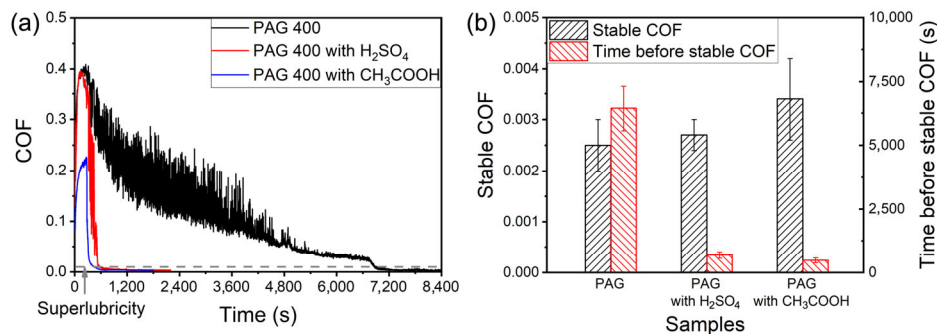 (a)
PAG 400
PAG 400 with H₂SO₄
PAG 400 with CH₃COOH
COF
0.4
0.3
0.2
0.1
0.0
0
1,200
2,400
3,600
4,800
6,000
7,200
8,400
Superlubricity
Time (s)
(b)
Stable COF
Time before stable COF
Stable COF
0.005
0.004
0.003
0.002
0.001
0.000
10,000
7,500
5,000
2,500
0
Time before stable COF (s)
PAG
PAG
with H₂SO₄
PAG
with CH₃COOH
Samples